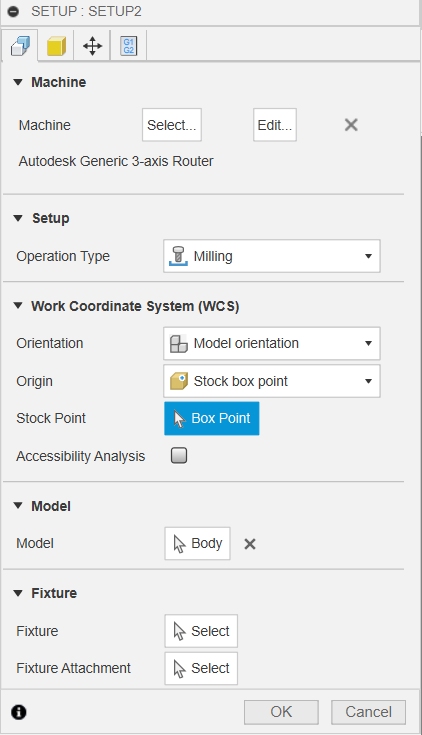 SETUP : SETUP2
G1
G2
Machine
Machine Select... Edit...
Autodesk Generic 3-axis Router
Setup
Operation Type Milling
Work Coordinate System (WCS)
Orientation Model orientation
Origin Stock box point
Stock Point Box Point
Accessibility Analysis
Model
Model Body
Fixture
Fixture Select
Fixture Attachment Select
OK Cancel